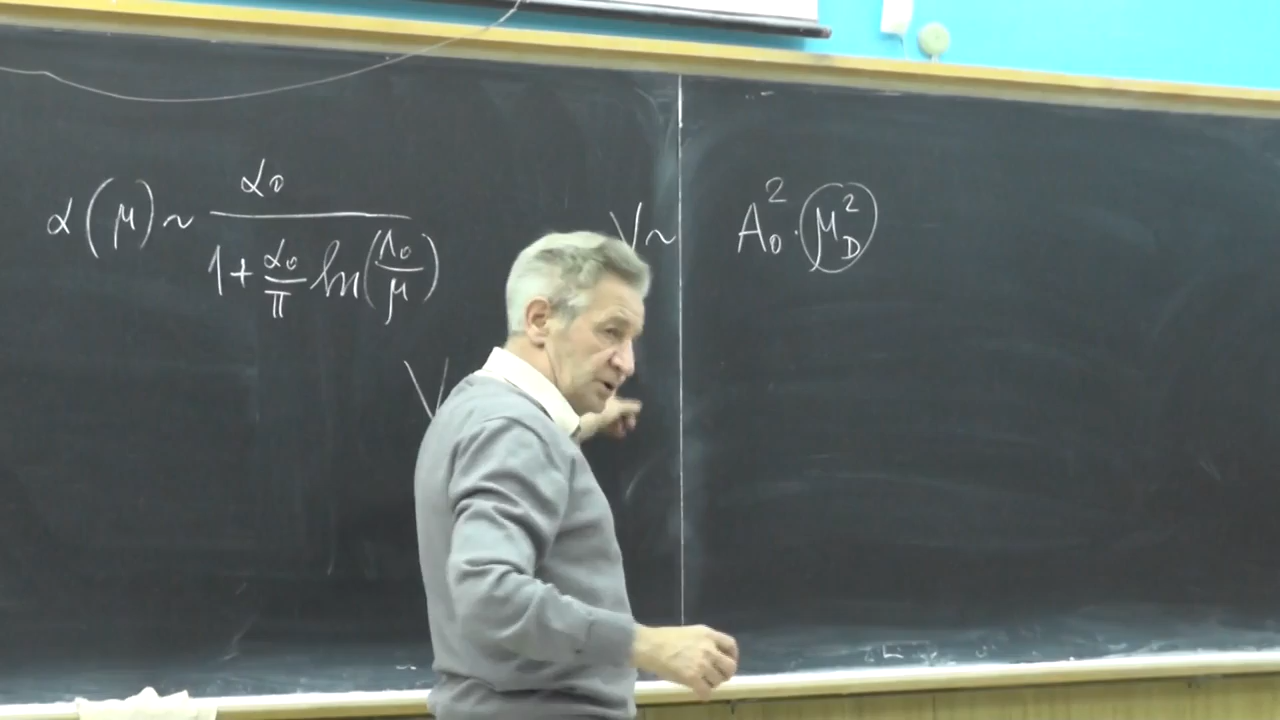 α(μ) ~ α₀ / (1 + α₀/π ln(Λ₀/μ))
V ~ A₀² · μ_D²
V